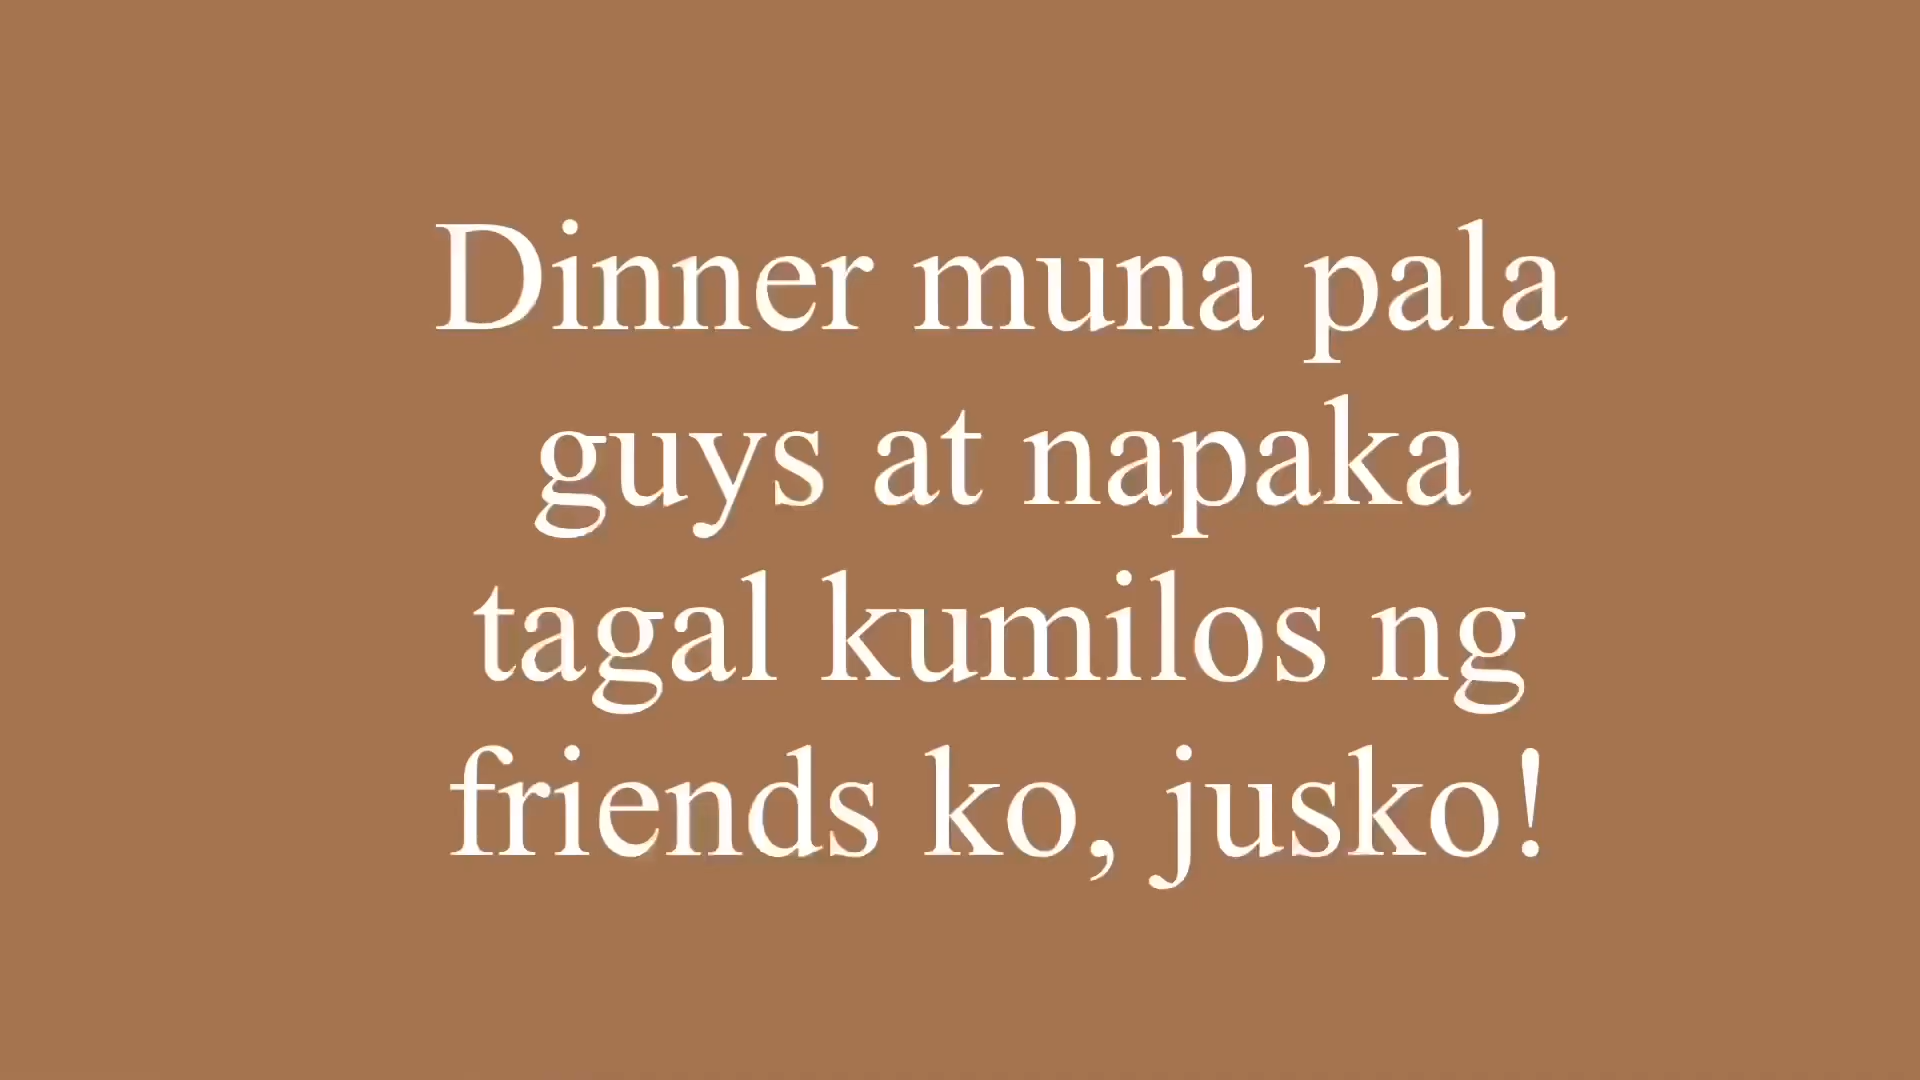 Dinner muna pala
guys at napaka
tagal kumilos ng
friends ko, jusko!